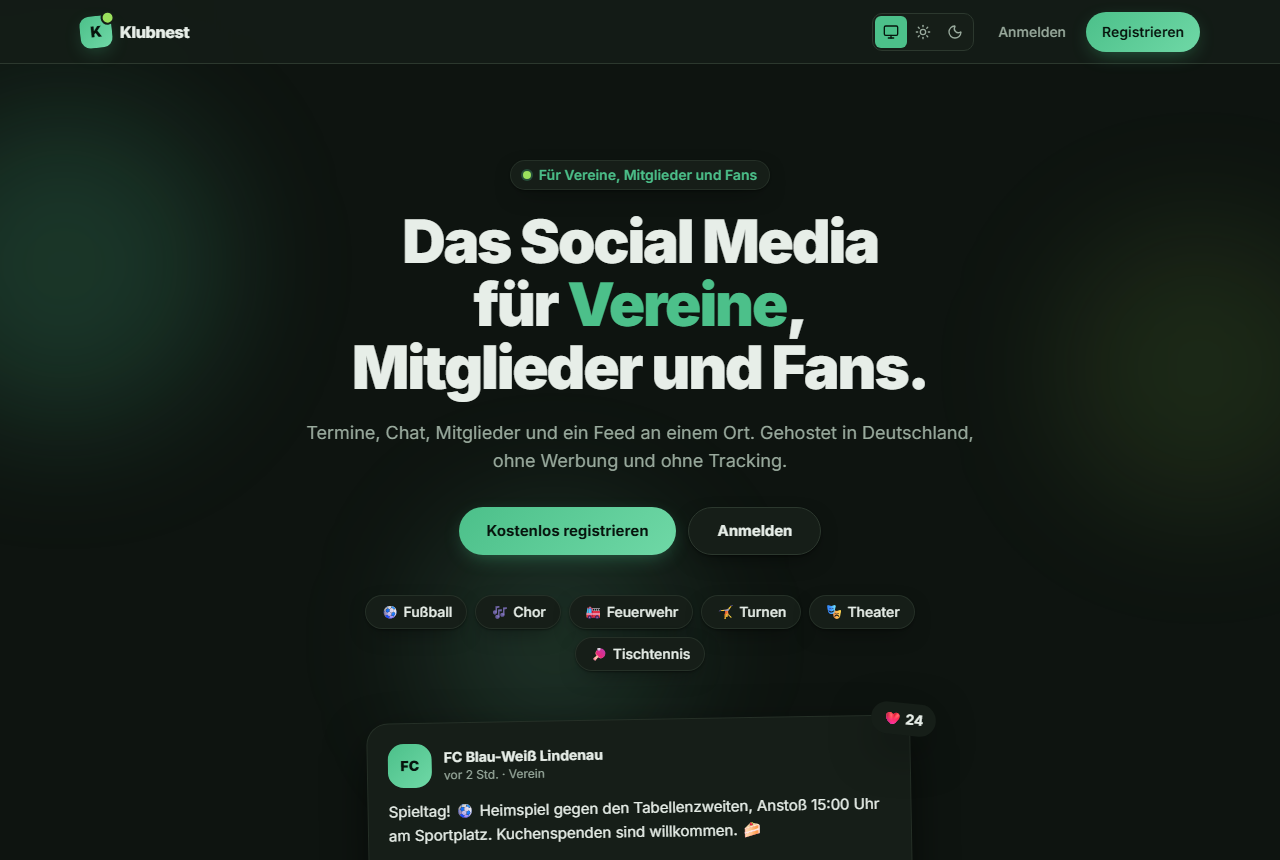 K Klubnest
Anmelden
Registrieren
Für Vereine, Mitglieder und Fans
Das Social Media
für Vereine,
Mitglieder und Fans.
Termine, Chat, Mitglieder und ein Feed an einem Ort. Gehostet in Deutschland,
ohne Werbung und ohne Tracking.
Kostenlos registrieren
Anmelden
Fußball
Chor
Feuerwehr
Turnen
Theater
Tischtennis
24
FC
FC Blau-Weiß Lindenau
vor 2 Std. · Verein
Spieltag! ⚽ Heimspiel gegen den Tabellenzweiten, Anstoß 15:00 Uhr
am Sportplatz. Kuchenspenden sind willkommen. 🍰